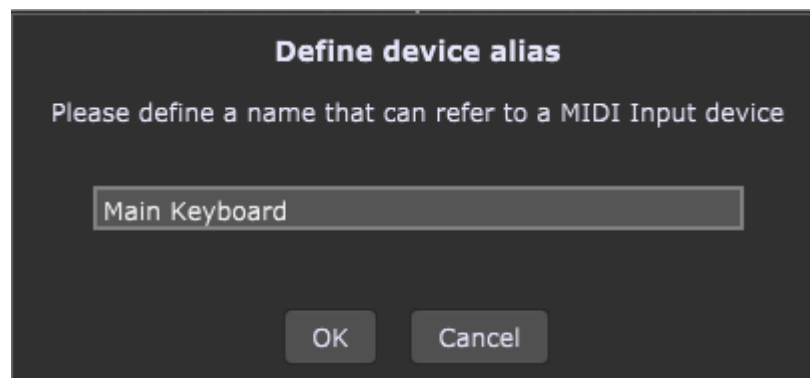 Define device alias
Please define a name that can refer to a MIDI Input device
Main Keyboard
OK Cancel